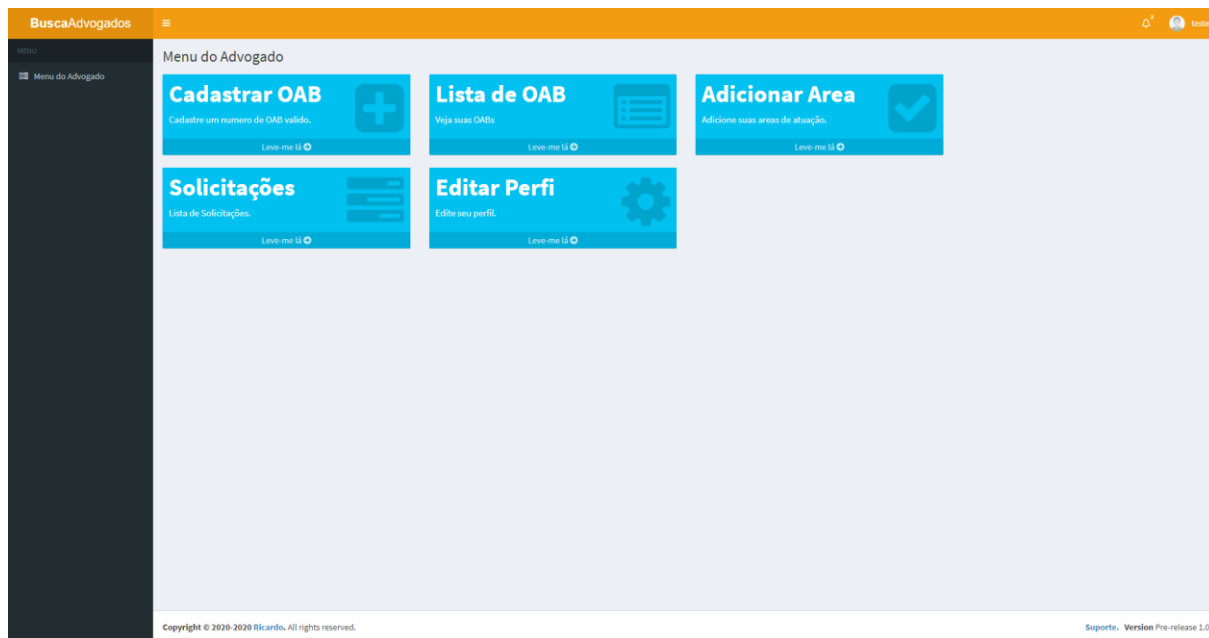 BuscaAdvogados
teste
MENU
Menu do Advogado
Menu do Advogado
Cadastrar OAB
Cadastre um numero de OAB valido.
Leve-me lá
Lista de OAB
Veja suas OABs
Leve-me lá
Adicionar Area
Adicione suas areas de atuação.
Leve-me lá
Solicitações
Lista de Solicitações.
Leve-me lá
Editar Perfi
Edite seu perfil.
Leve-me lá
Copyright © 2020-2020 Ricardo. All rights reserved.
Suporte. Version Pre-release 1.0